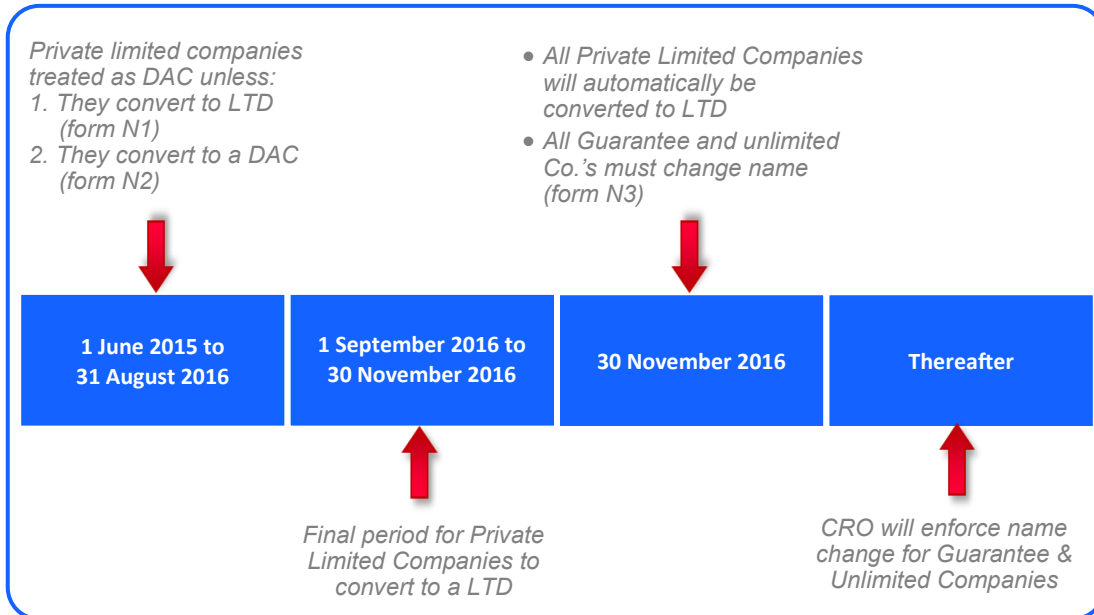 Private limited companies
treated as DAC unless:
1. They convert to LTD
(form N1)
2. They convert to a DAC
(form N2)
• All Private Limited Companies
will automatically be
converted to LTD
• All Guarantee and unlimited
Co.'s must change name
(form N3)
1 June 2015 to
31 August 2016
1 September 2016 to
30 November 2016
30 November 2016
Thereafter
Final period for Private
Limited Companies to
convert to a LTD
CRO will enforce name
change for Guarantee &
Unlimited Companies